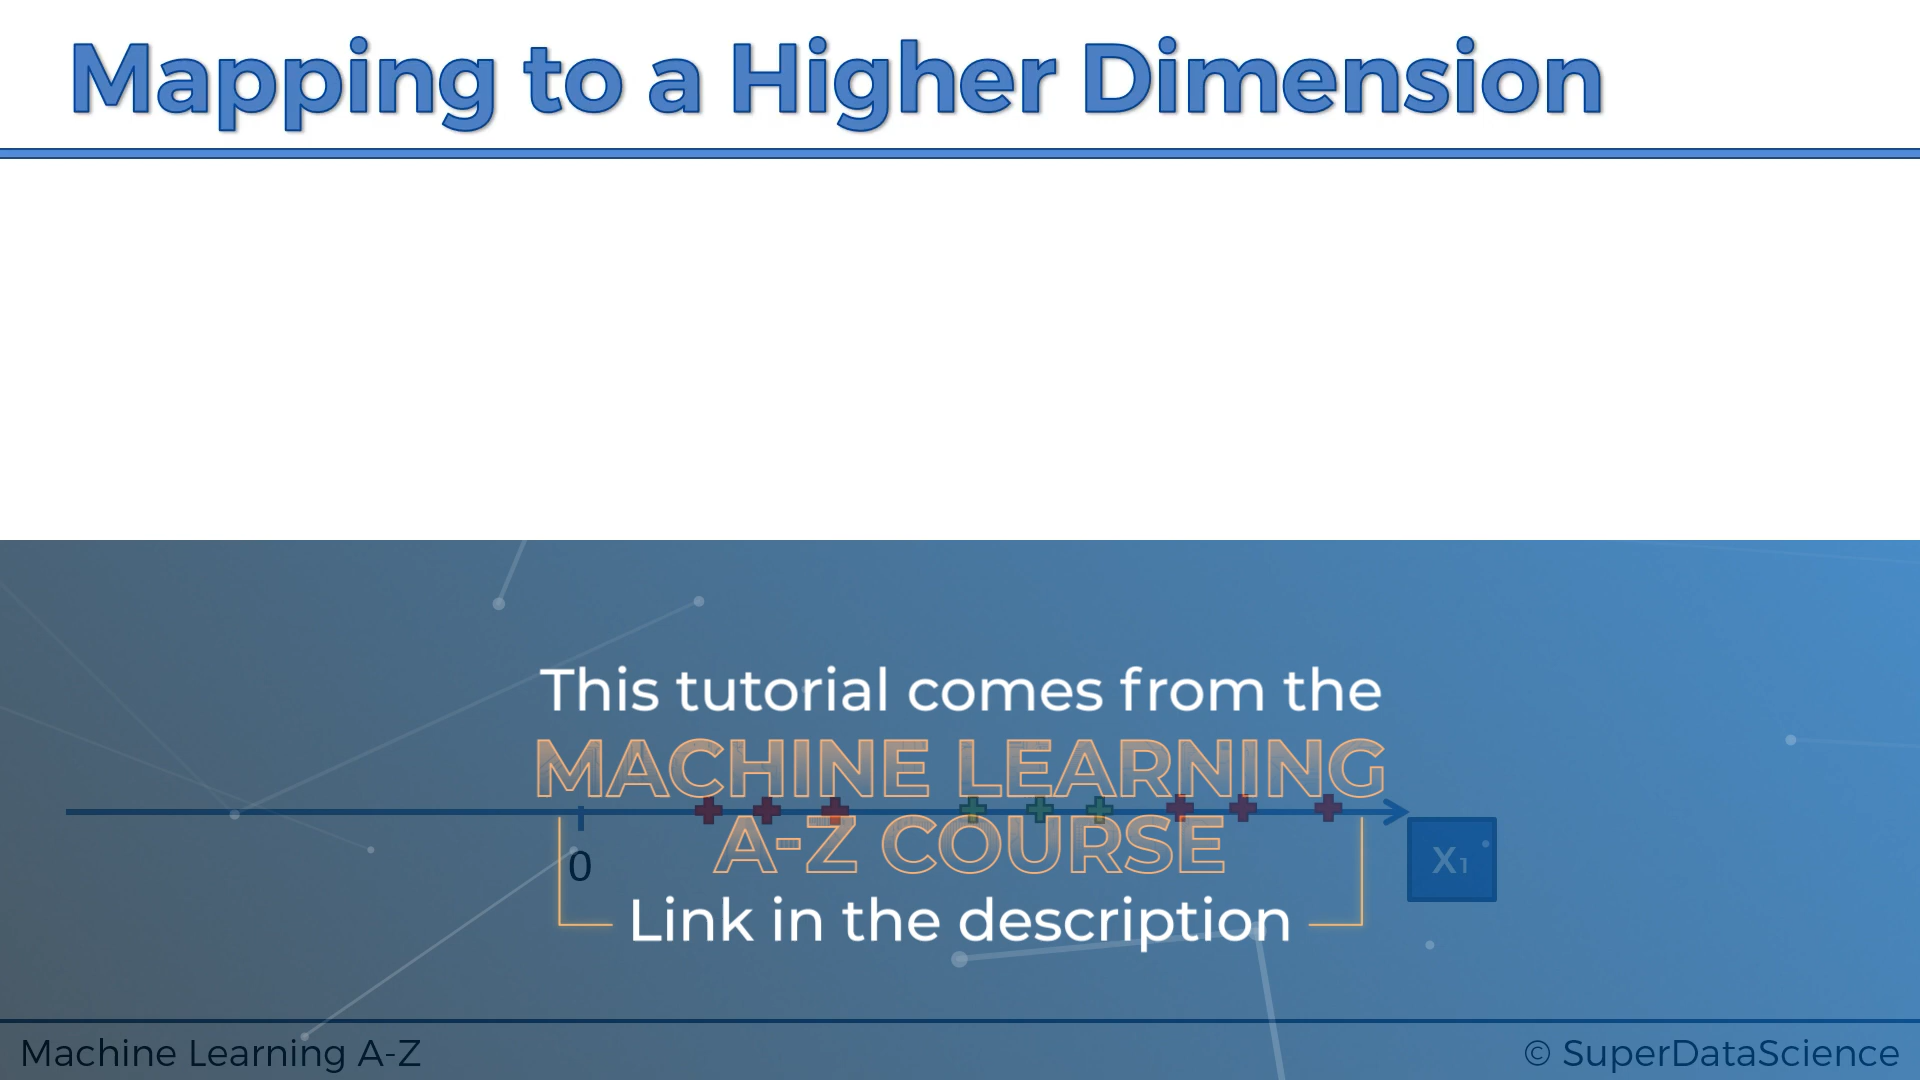 Mapping to a Higher Dimension
This tutorial comes from the
MACHINE LEARNING
A-Z COURSE
0
X₁
Link in the description
Machine Learning A-Z
© SuperDataScience